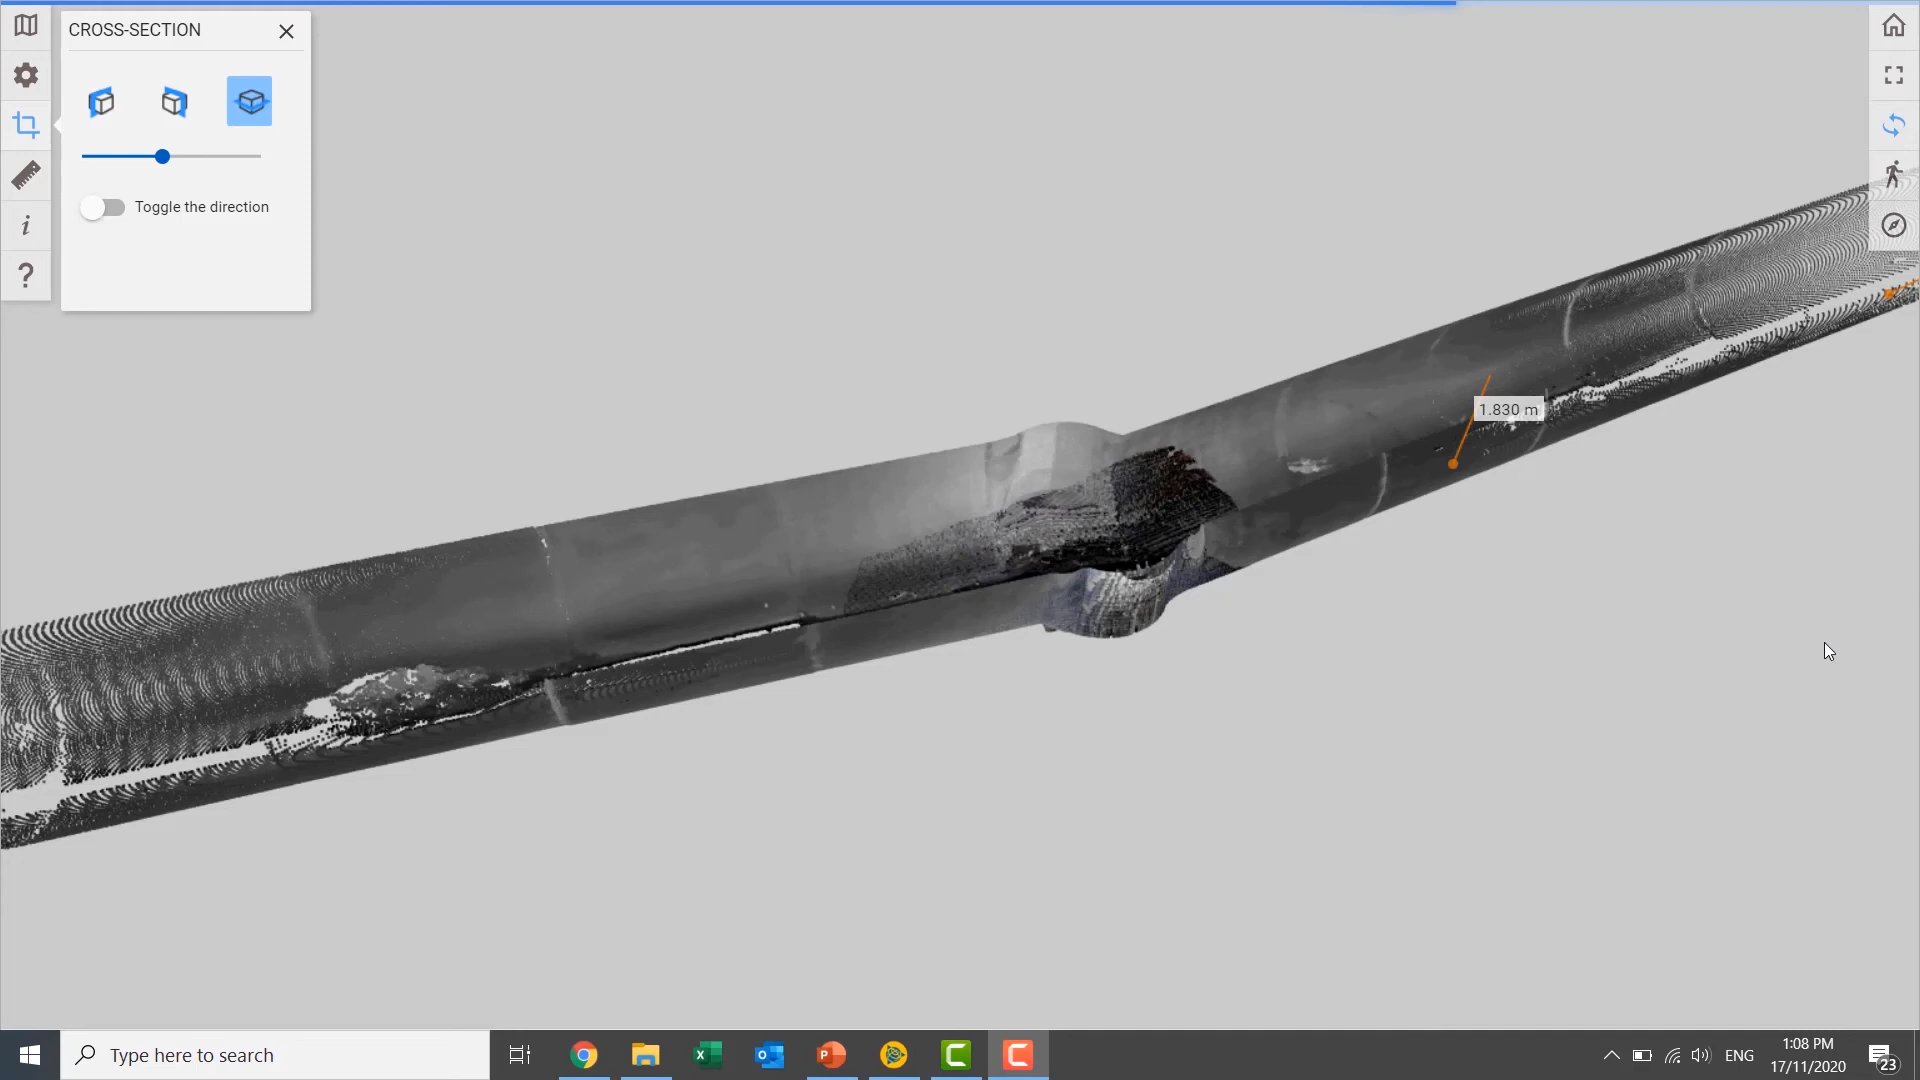 CROSS-SECTION
Toggle the direction
1.830 m
Type here to search
ENG
1:08 PM
17/11/2020
23